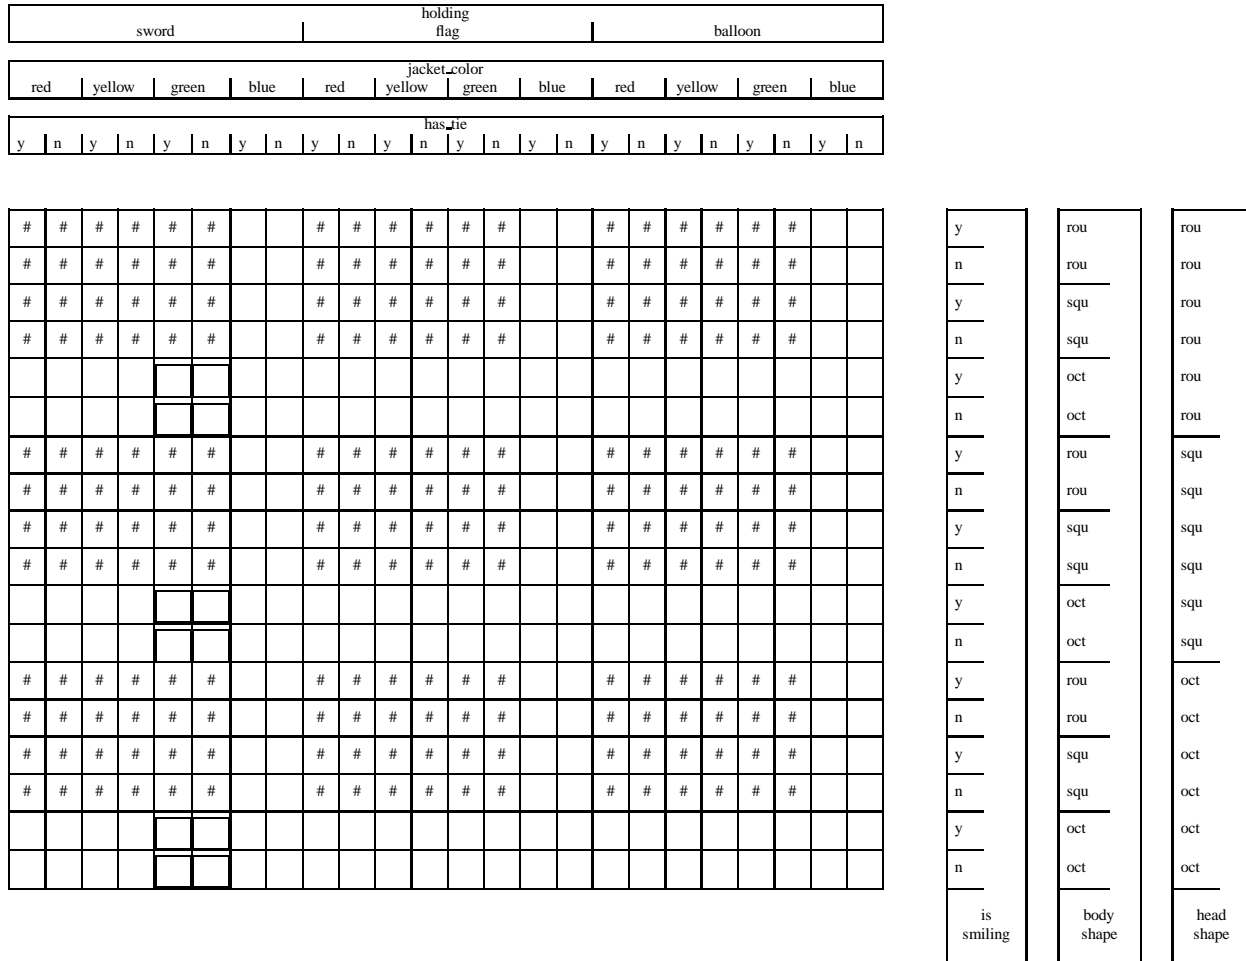 holding
sword flag balloon
jacket_color
red yellow green blue red yellow green blue red yellow green blue
has_tie
y n y n y n y n y n y n y n y n y n y n y n y n
# # # # # # # # # # # # # # # # # # y rou rou
# # # # # # # # # # # # # # # # # # n rou rou
# # # # # # # # # # # # # # # # # # y squ rou
# # # # # # # # # # # # # # # # # # n squ rou
y oct rou
n oct rou
# # # # # # # # # # # # # # # # # # y rou squ
# # # # # # # # # # # # # # # # # # n rou squ
# # # # # # # # # # # # # # # # # # y squ squ
# # # # # # # # # # # # # # # # # # n squ squ
y oct squ
n oct squ
# # # # # # # # # # # # # # # # # # y rou oct
# # # # # # # # # # # # # # # # # # n rou oct
# # # # # # # # # # # # # # # # # # y squ oct
# # # # # # # # # # # # # # # # # # n squ oct
y oct oct
n oct oct
is body head
smiling shape shape